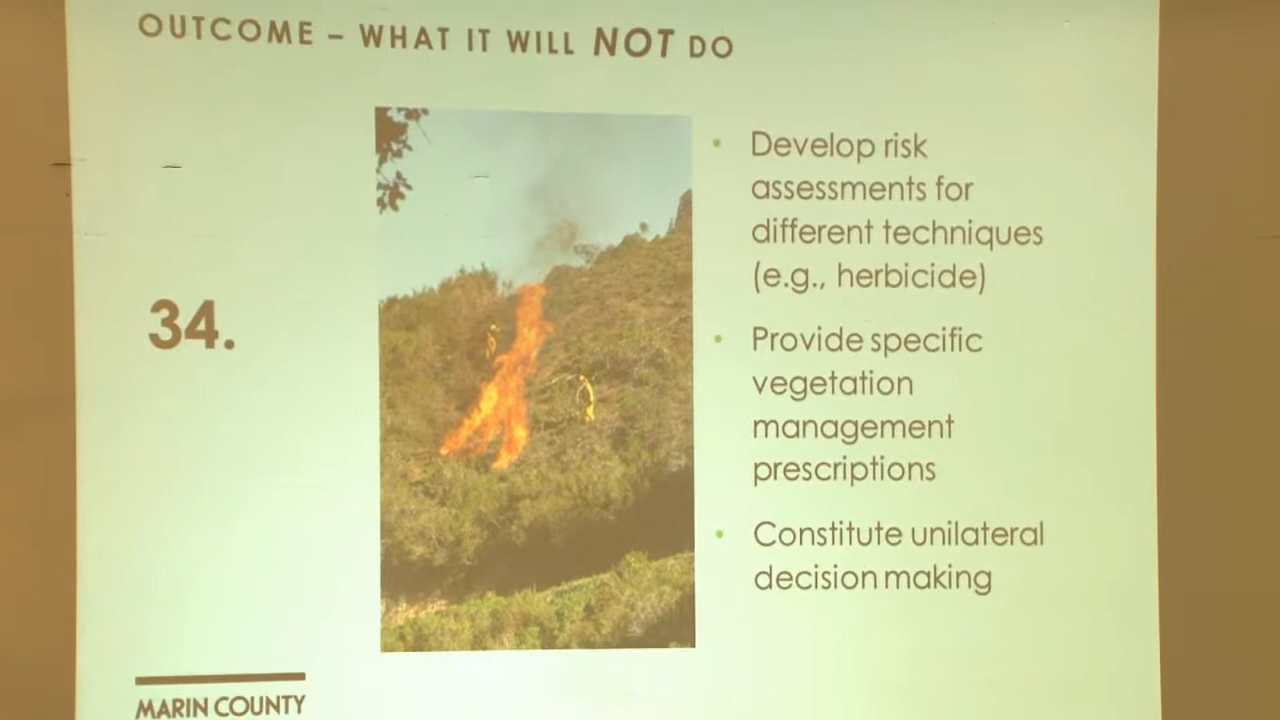 OUTCOME – WHAT IT WILL NOT DO
34.
• Develop risk
assessments for
different techniques
(e.g., herbicide)
• Provide specific
vegetation
management
prescriptions
• Constitute unilateral
decision making
MARIN COUNTY